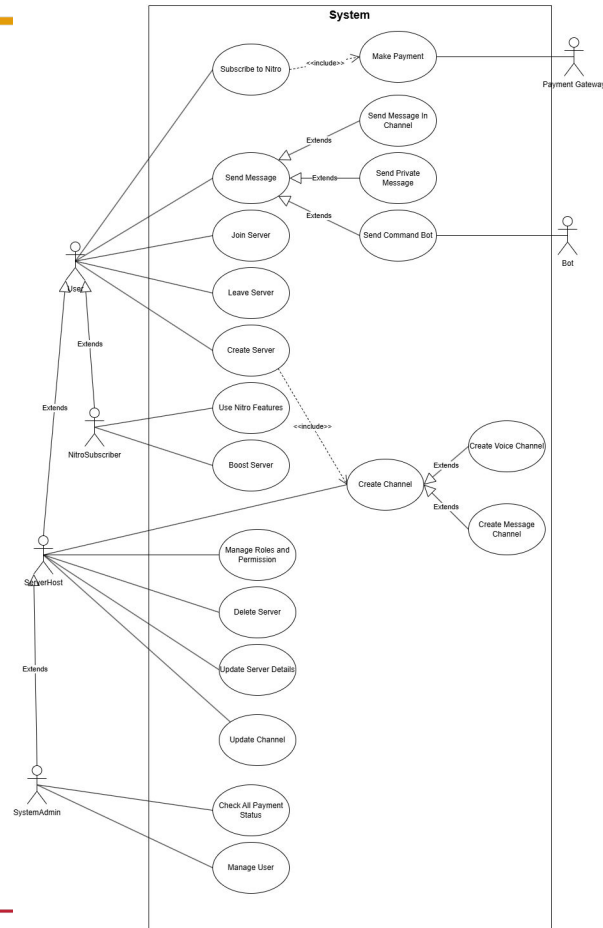 System
Subscribe to Nitro
<<include>>
Make Payment
Payment Gateway
Send Message In
Channel
Extends
Send Message
Extends
Send Private
Message
Extends
Send Command Bot
Bot
Join Server
User
Leave Server
Create Server
Extends
Extends
Use Nitro Features
<<include>>
NitroSubscriber
Boost Server
Create Channel
Create Voice Channel
Extends
Extends
Create Message
Channel
ServerHost
Manage Roles and
Permission
Delete Server
Extends
Update Server Details
Update Channel
SystemAdmin
Check All Payment
Status
Manage User